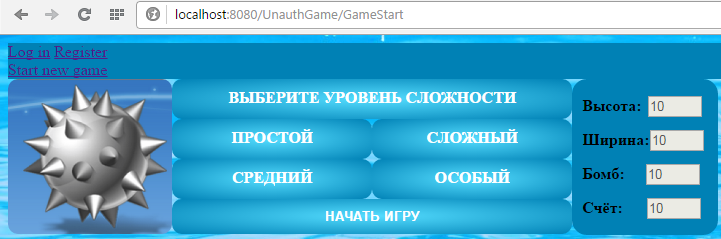 localhost:8080/UnauthGame/GameStart
Log in Register
Start new game
ВЫБЕРИТЕ УРОВЕНЬ СЛОЖНОСТИ
ПРОСТОЙ СЛОЖНЫЙ
СРЕДНИЙ ОСОБЫЙ
НАЧАТЬ ИГРУ
Высота: 10
Ширина: 10
Бомб: 10
Счёт: 10